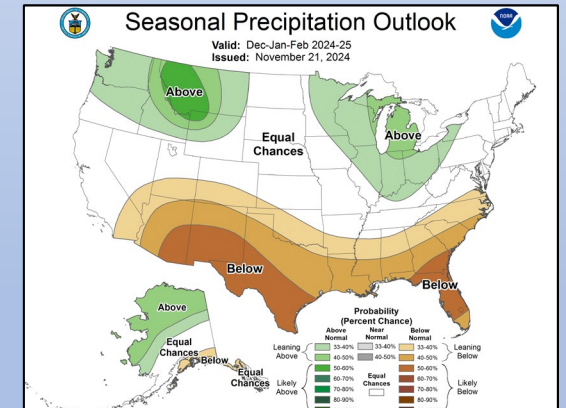 noaa
Seasonal Precipitation Outlook
Valid: Dec-Jan-Feb 2024-25
Issued: November 21, 2024
Above
Equal
Chances
Above
Below
Below
Above
Equal
Chances
Below
Equal
Chances
Probability
(Percent Chance)
Above
Normal
Near
Normal
Below
Normal
Leaning
Above
33-40%
33-40%
33-40%
Leaning
Below
40-50%
40-50%
40-50%
Likely
Above
50-60%
60-70%
70-80%
80-90%
Equal
Chances
50-60%
60-70%
70-80%
80-90%
Likely
Below